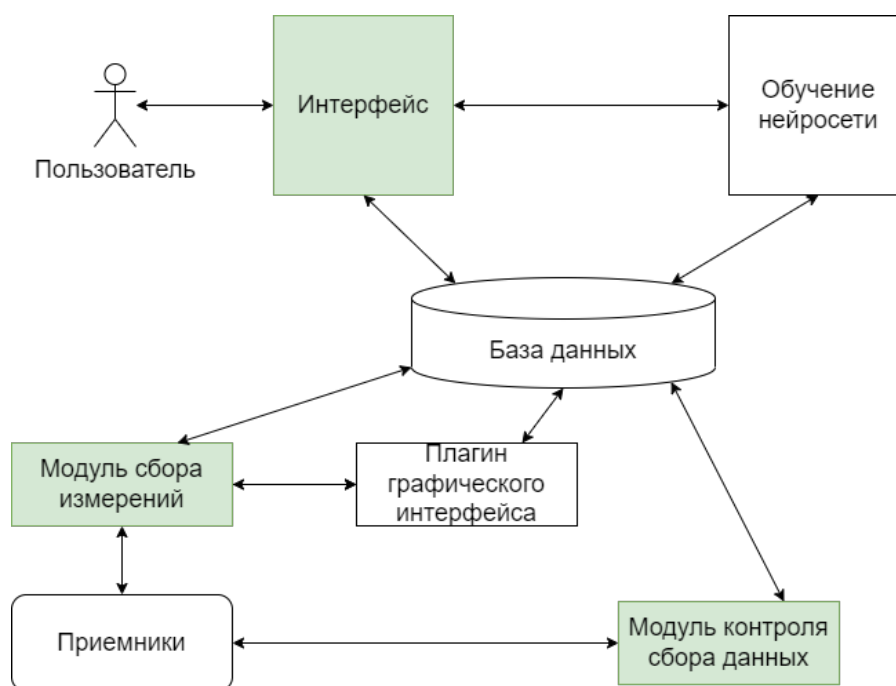 Интерфейс
Обучение
нейросети
Пользователь
База данных
Модуль сбора
измерений
Плагин
графического
интерфейса
Приемники
Модуль контроля
сбора данных